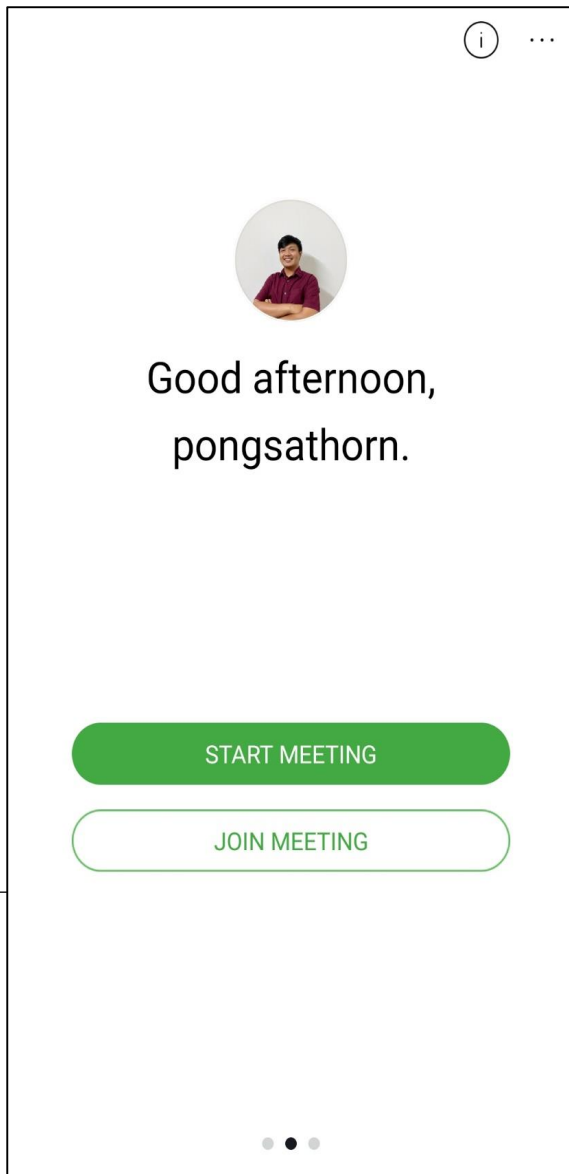 i ...
Good afternoon,
pongsathorn.
START MEETING
JOIN MEETING